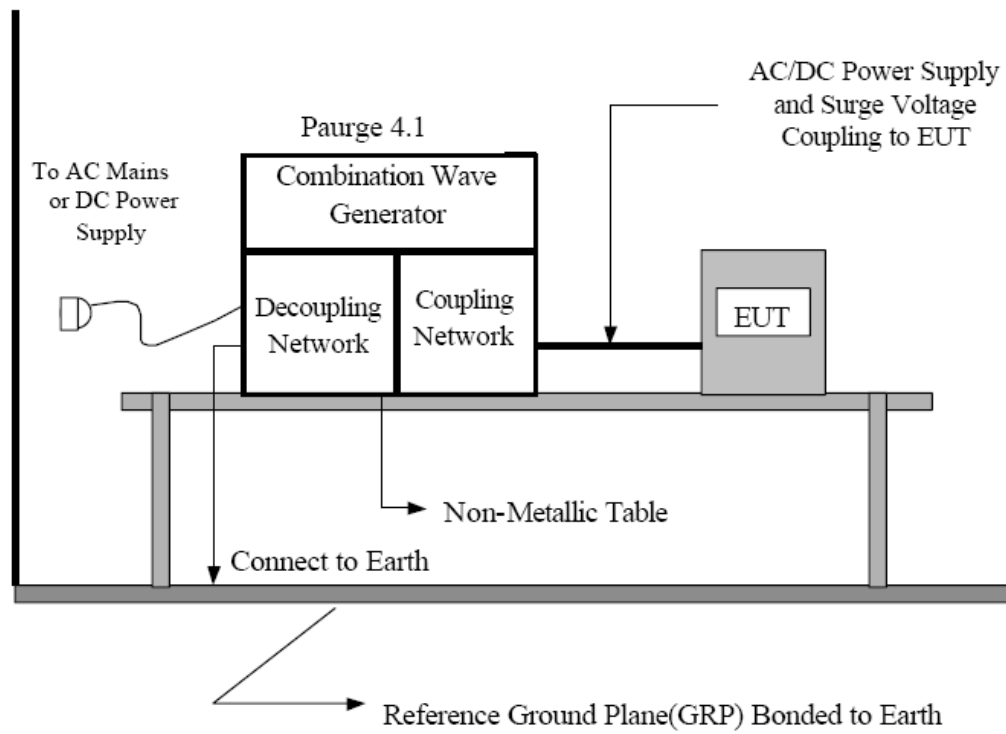 AC/DC Power Supply
and Surge Voltage
Coupling to EUT
Paurge 4.1
To AC Mains
or DC Power
Supply
Combination Wave
Generator
Decoupling
Network
Coupling
Network
EUT
Non-Metallic Table
Connect to Earth
Reference Ground Plane(GRP) Bonded to Earth